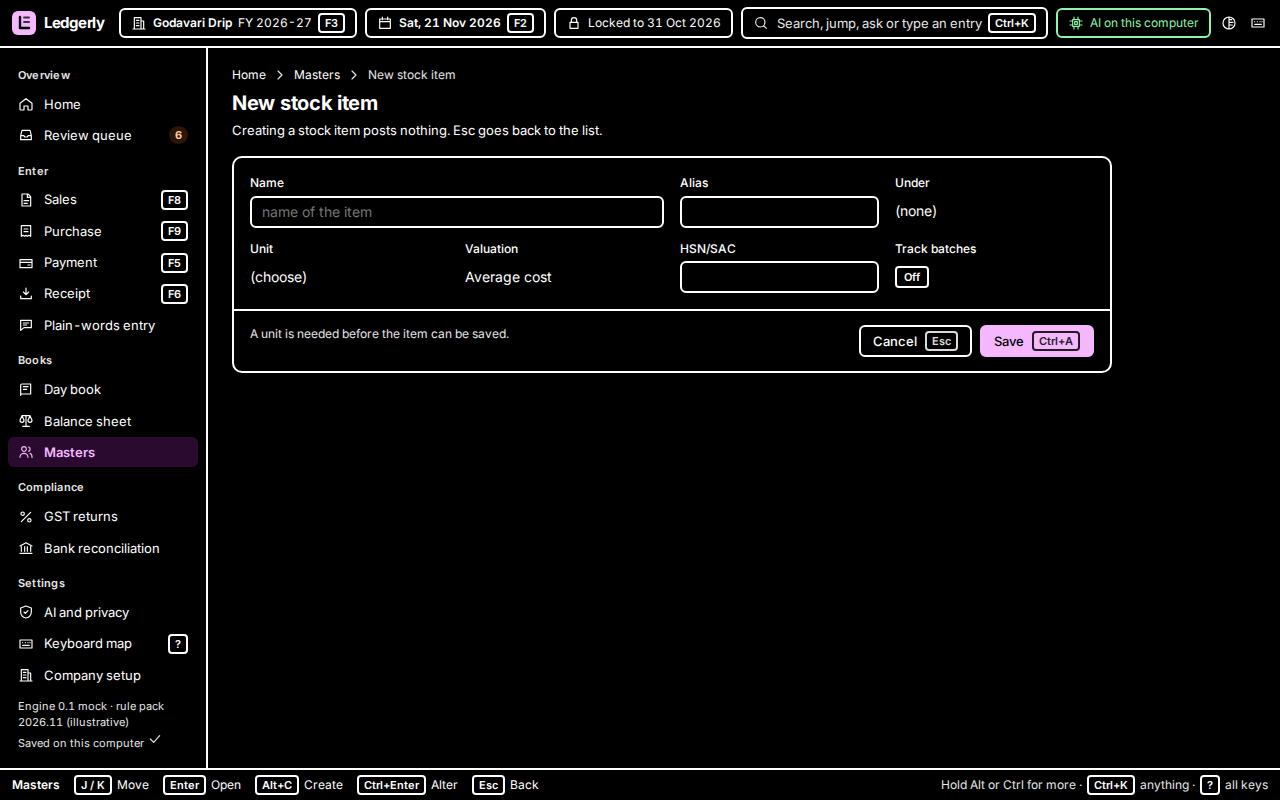 Ledgerly
Godavari Drip FY 2026-27 F3
Sat, 21 Nov 2026 F2
Locked to 31 Oct 2026
Search, jump, ask or type an entry Ctrl+K
AI on this computer
Overview
Home
Review queue 6
Enter
Sales F8
Purchase F9
Payment F5
Receipt F6
Plain-words entry
Books
Day book
Balance sheet
Masters
Compliance
GST returns
Bank reconciliation
Settings
AI and privacy
Keyboard map ?
Company setup
Engine 0.1 mock · rule pack
2026.11 (illustrative)
Saved on this computer
Home Masters New stock item
New stock item
Creating a stock item posts nothing. Esc goes back to the list.
Name Alias Under
name of the item (none)
Unit Valuation HSN/SAC Track batches
(choose) Average cost Off
A unit is needed before the item can be saved.
Cancel Esc Save Ctrl+A
Masters J / K Move Enter Open Alt+C Create Ctrl+Enter Alter Esc Back
Hold Alt or Ctrl for more · Ctrl+K anything · ? all keys